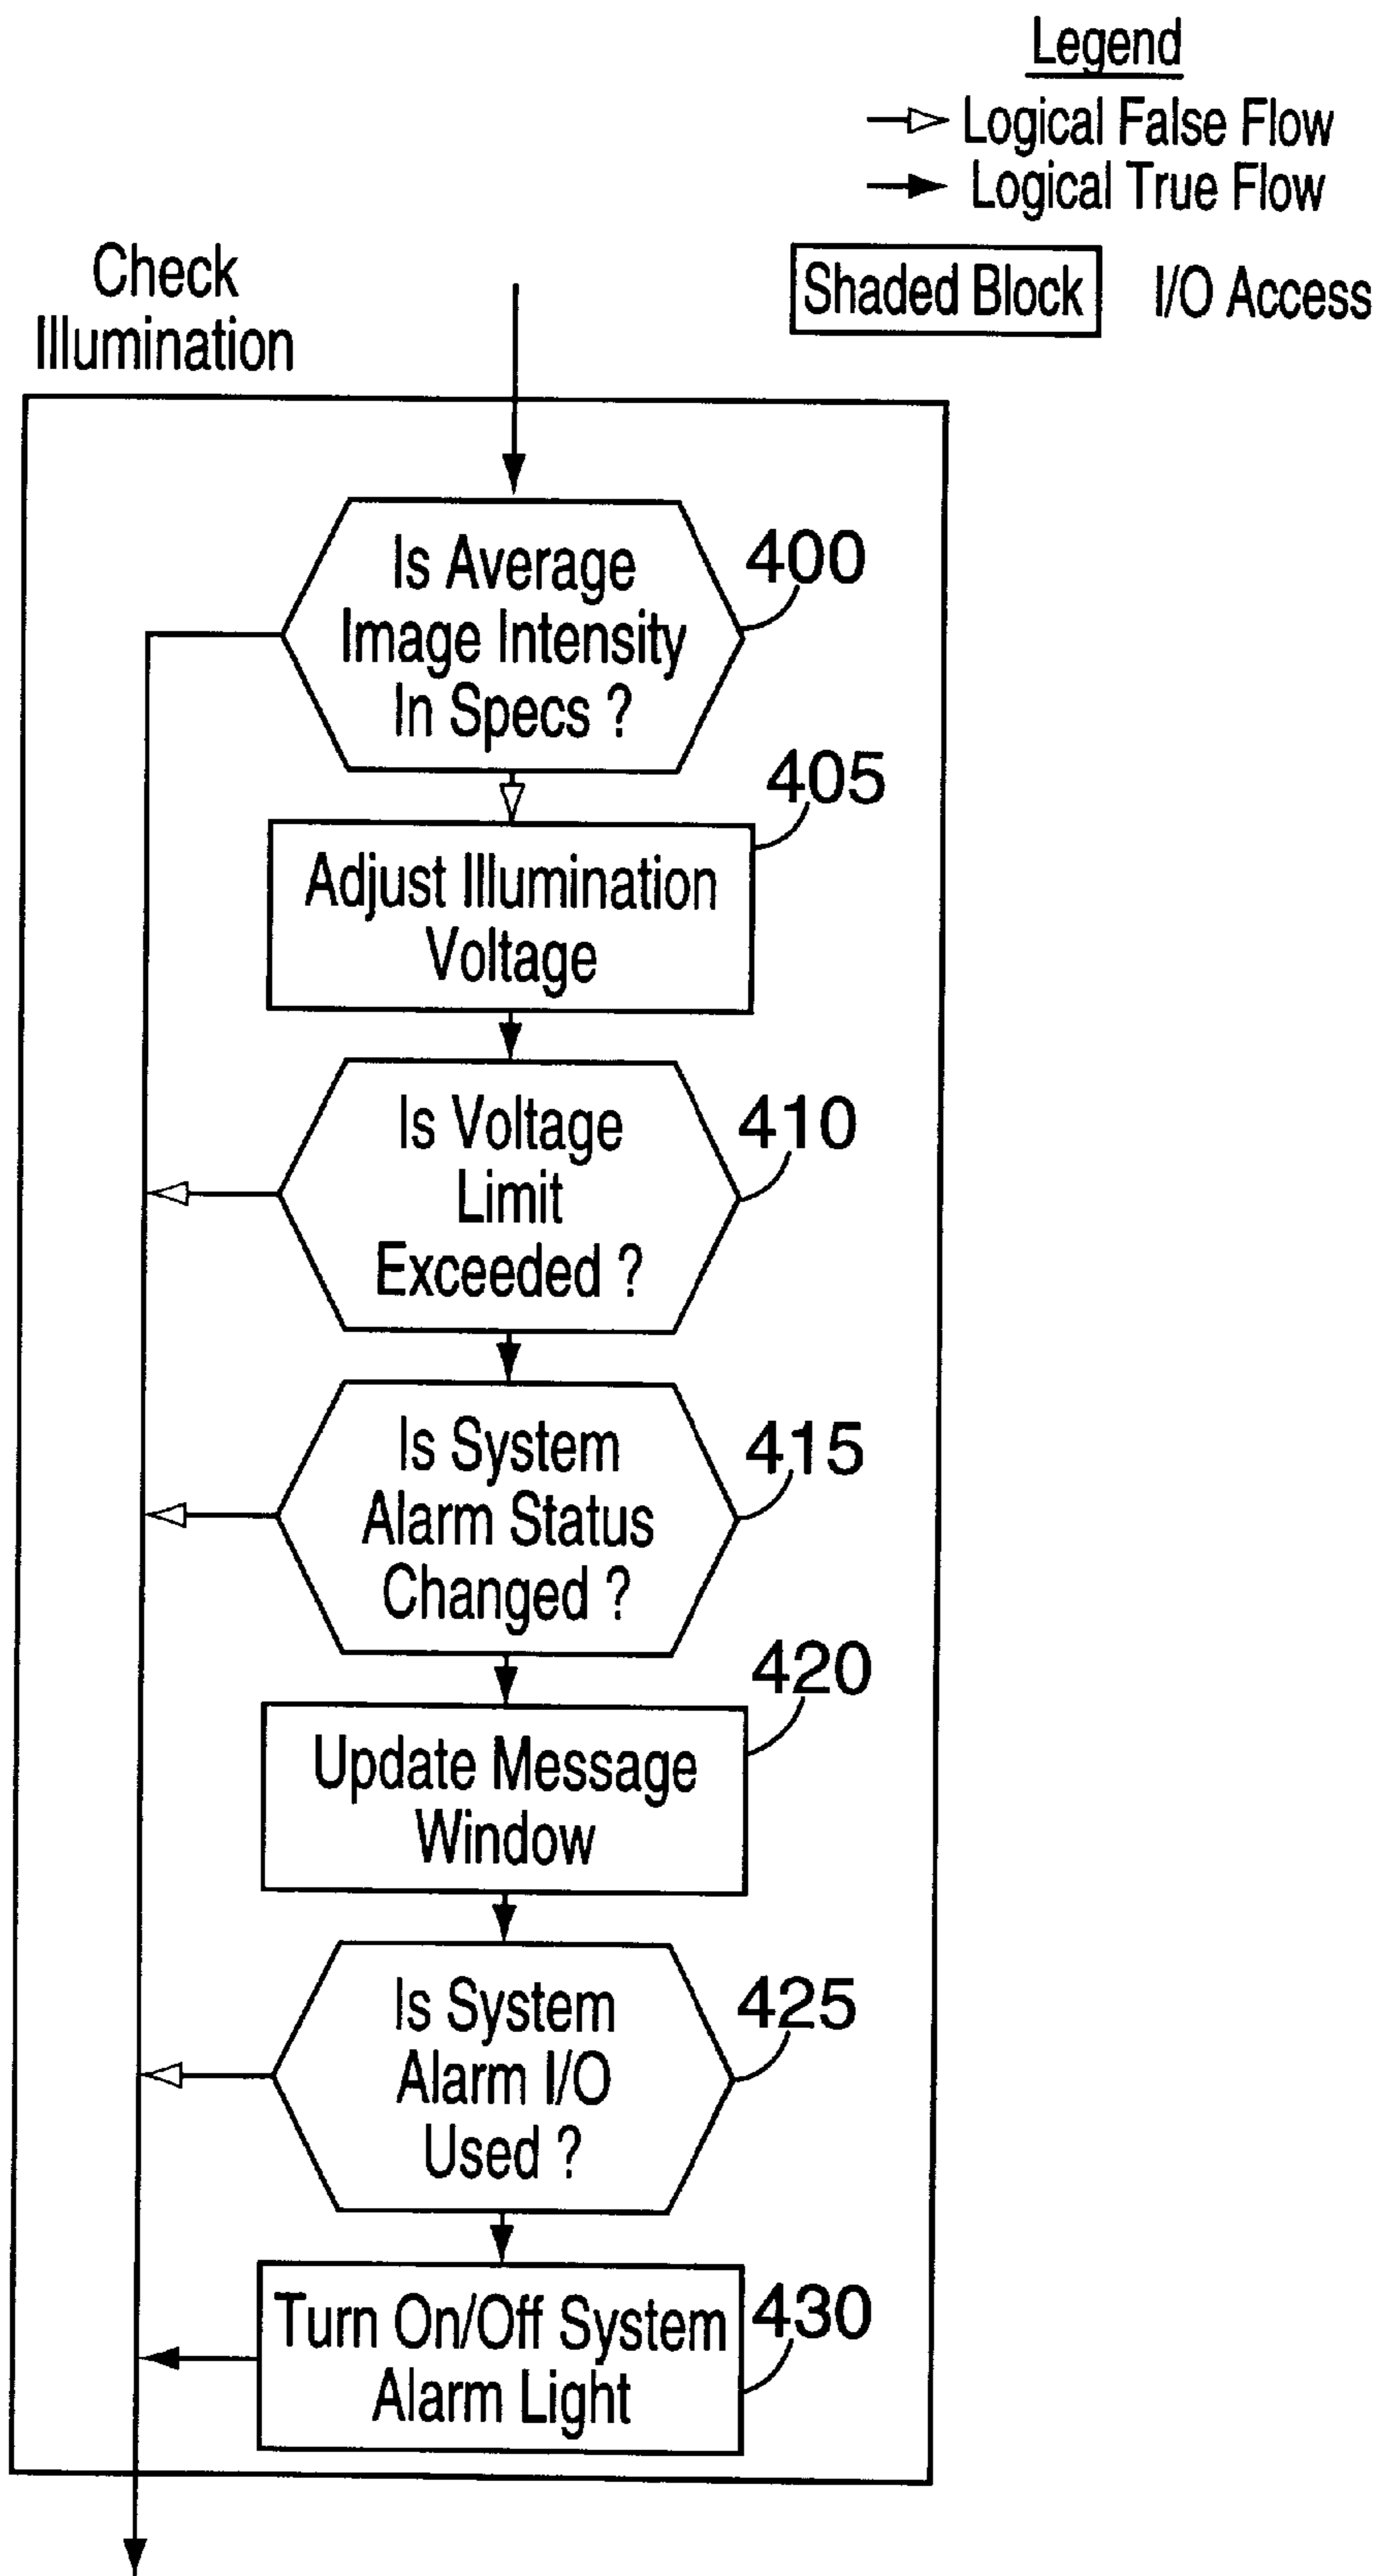 Legend
Logical False Flow
Logical True Flow
Shaded Block I/O Access
Check
Illumination
Is Average
Image Intensity
In Specs ?
400
405
Adjust Illumination
Voltage
Is Voltage
Limit
Exceeded ?
410
Is System
Alarm Status
Changed ?
415
420
Update Message
Window
Is System
Alarm I/O
Used ?
425
Turn On/Off System
Alarm Light
430